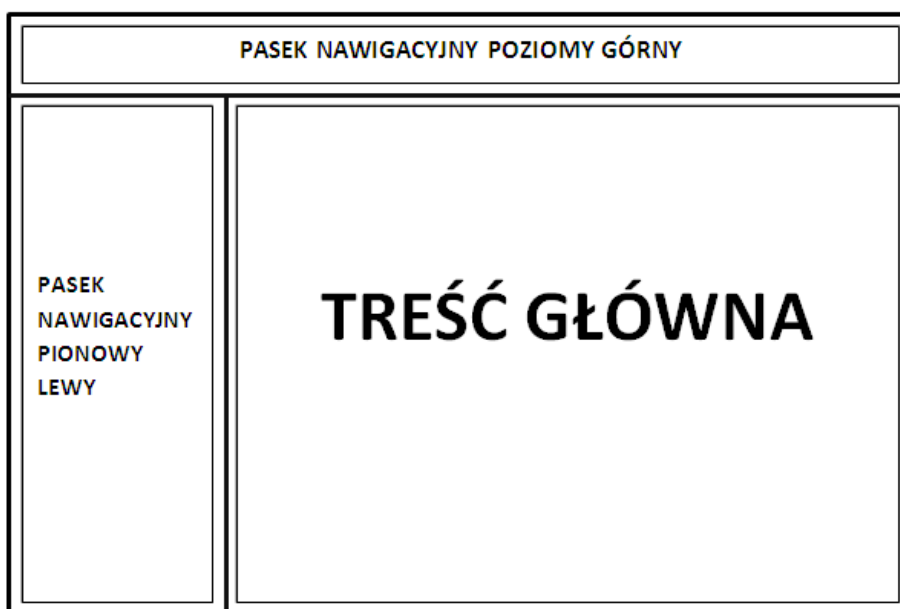 PASEK NAWIGACYJNY POZIOMY GÓRNY
PASEK
NAWIGACYJNY
PIONOWY
LEWY
TREŚĆ GŁÓWNA